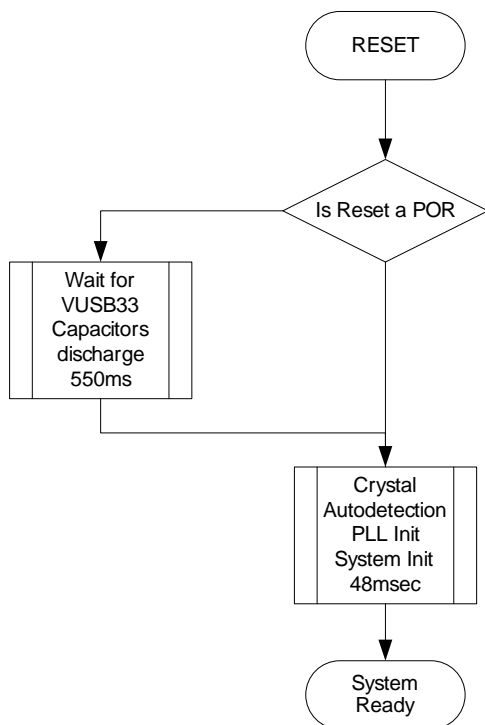 RESET
Is Reset a POR
Wait for
VUSB33
Capacitors
discharge
550ms
Crystal
Autodetection
PLL Init
System Init
48msec
System
Ready